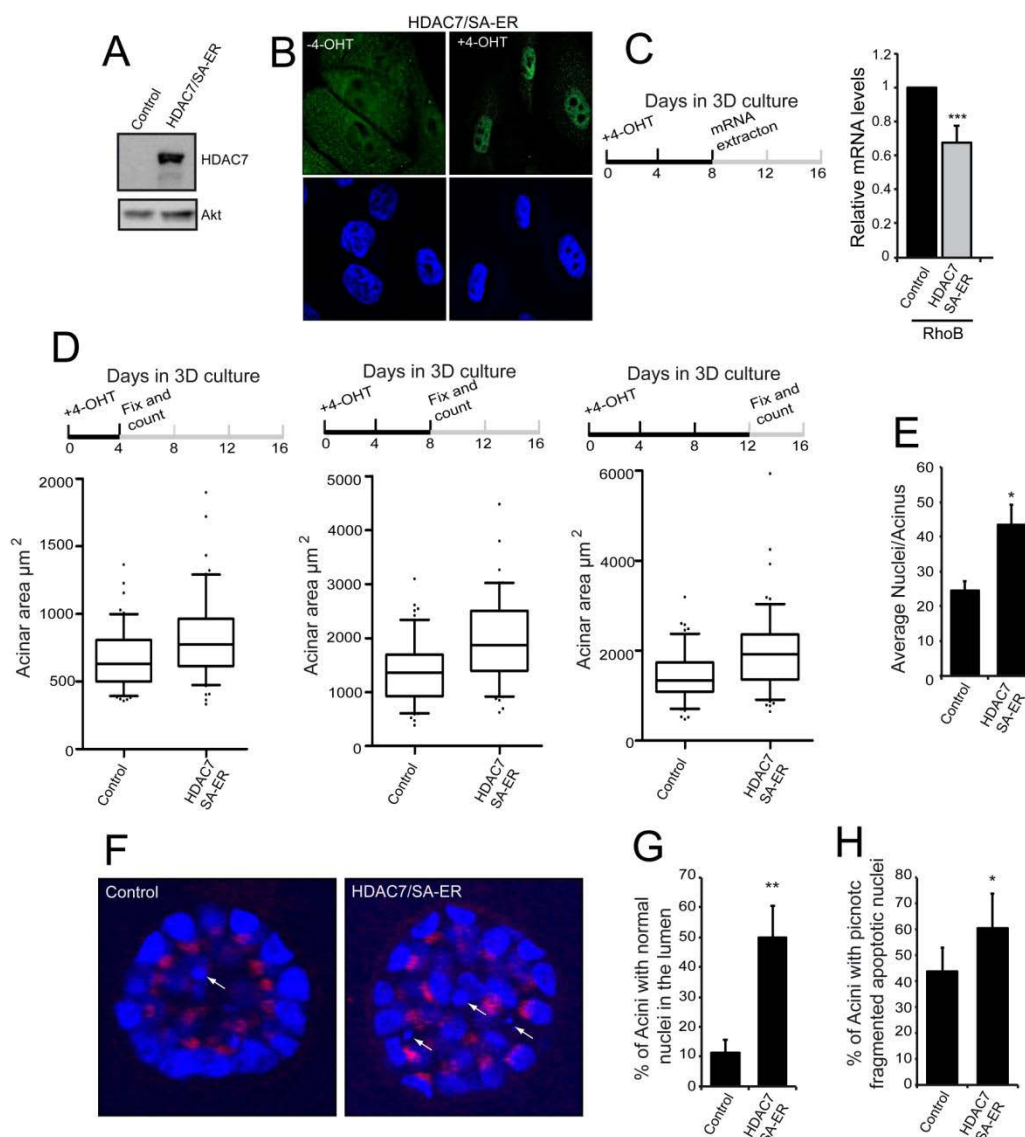 A
Control
HDAC7/SA-ER
HDAC7
Akt
B
HDAC7/SA-ER
-4-OHT
+4-OHT
C
Days in 3D culture
+4-OHT
mRNA
extracton
0
4
8
12
16
Relative mRNA levels
1.2
1
0.8
0.6
0.4
0.2
0
***
Control
HDAC7
SA-ER
RhoB
D
Days in 3D culture
+4-OHT
Fix and
count
0
4
8
12
16
Acinar area µm 2
2000
1500
1000
500
0
Control
HDAC7
SA-ER
Days in 3D culture
+4-OHT
Fix and
count
0
4
8
12
16
Acinar area µm 2
5000
4000
3000
2000
1000
0
Control
HDAC7
SA-ER
Days in 3D culture
+4-OHT
Fix and
count
0
4
8
12
16
Acinar area µm 2
6000
4000
2000
0
Control
HDAC7
SA-ER
E
Average Nuclei/Acinus
60
50
40
30
20
10
0
*
Control
HDAC7
SA-ER
F
Control
HDAC7/SA-ER
G
% of Acini with normal
nuclei in the lumen
70
60
50
40
30
20
10
0
**
Control
HDAC7
SA-ER
H
% of Acini with picnotc
fragmented apoptotic nuclei
80
70
60
50
40
30
20
10
0
*
Control
HDAC7
SA-ER